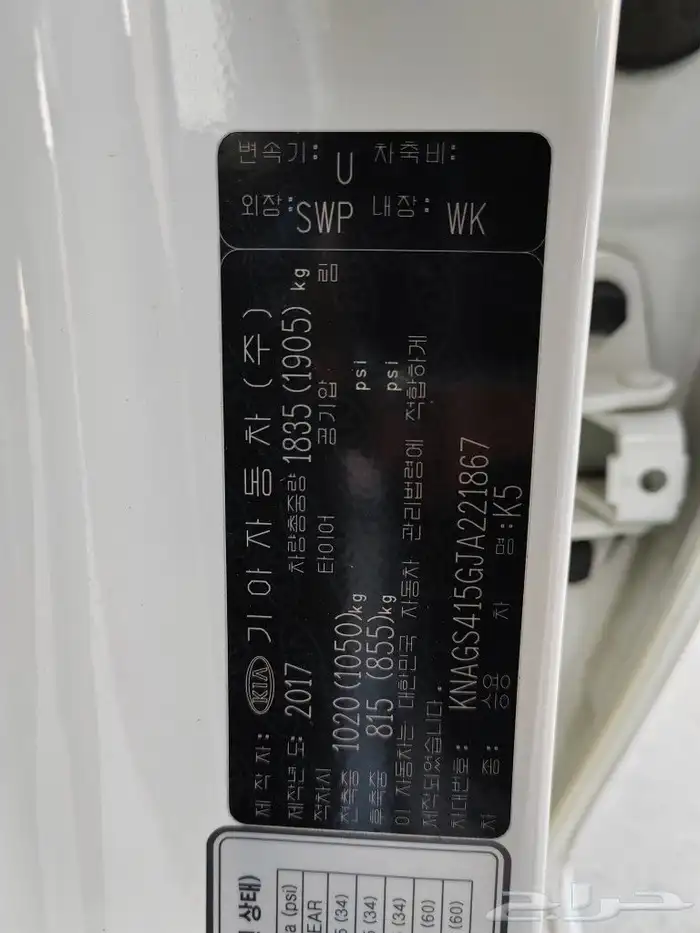 변속기: U 차축비:
외장: SWP 내장: WK
제 작 자: KIA 기 아 자 동 차 ( 주 )
제작년 도: 2017 차량총중량 1835 (1905) kg
적차시 타이어 공기압 림
전축중 1020 (1050)kg psi
후축중 815 (855)kg psi
이 자동차는 대한민국 자동차 관리법령에 적합하게
제작되었습니다.
차대번호: KNAGS415GJA221867
차 종: 승용 차 명:K5
상태)
(psi)
EAR
(34)
(34)
(34)
(60)
(60)
حراج